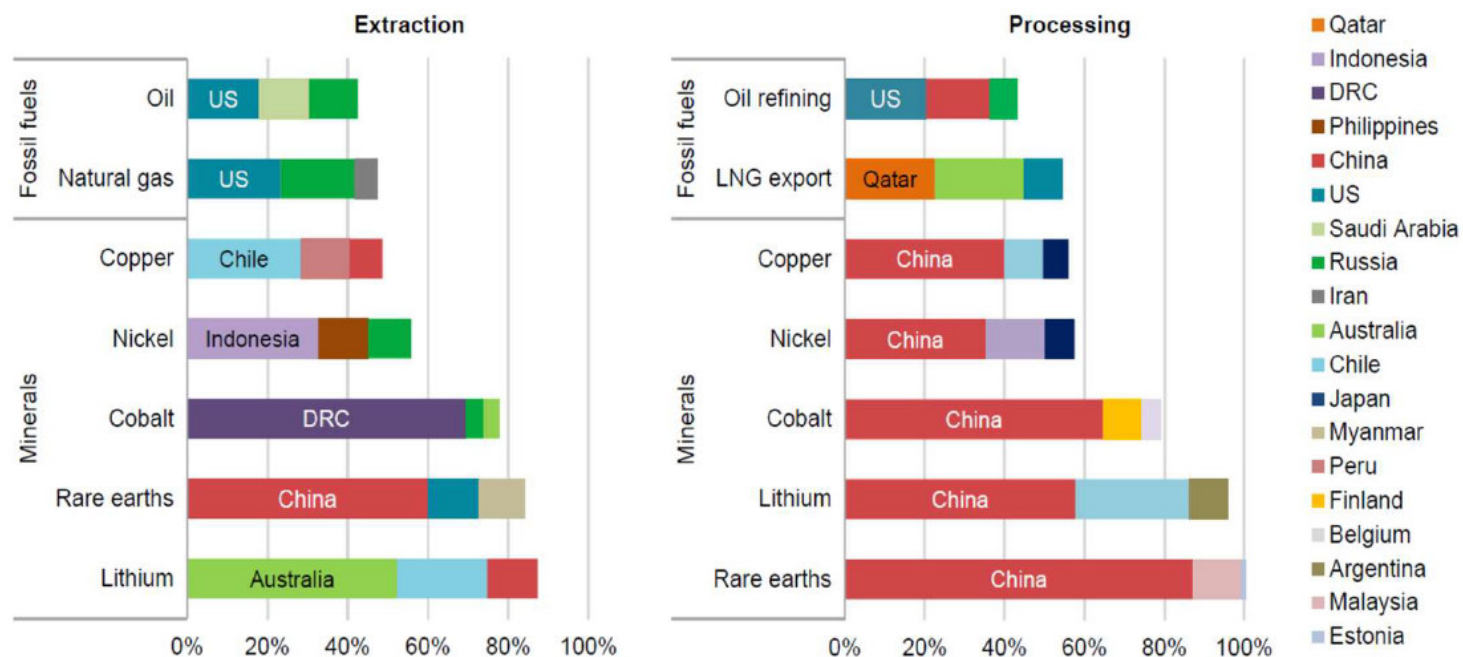 Extraction
Fossil fuels
Oil
US
Natural gas
US
Minerals
Copper
Chile
Nickel
Indonesia
Cobalt
DRC
Rare earths
China
Lithium
Australia
0% 20% 40% 60% 80% 100%
Processing
Fossil fuels
Oil refining
US
LNG export
Qatar
Minerals
Copper
China
Nickel
China
Cobalt
China
Lithium
China
Rare earths
China
0% 20% 40% 60% 80% 100%
Qatar
Indonesia
DRC
Philippines
China
US
Saudi Arabia
Russia
Iran
Australia
Chile
Japan
Myanmar
Peru
Finland
Belgium
Argentina
Malaysia
Estonia